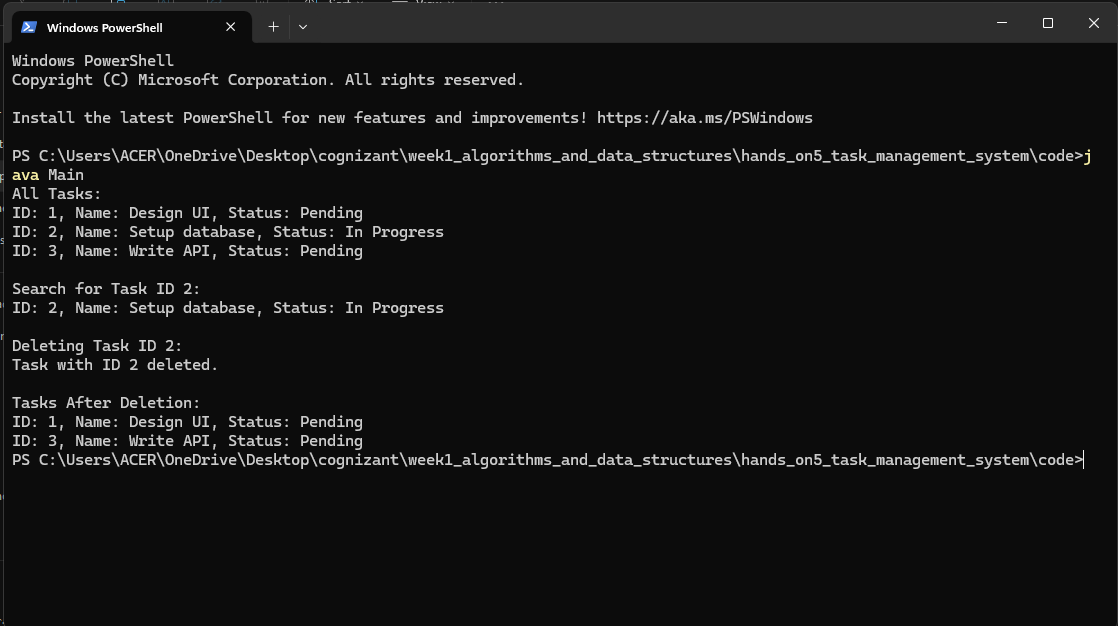 Windows PowerShell
Windows PowerShell
Copyright (C) Microsoft Corporation. All rights reserved.
Install the latest PowerShell for new features and improvements! https://aka.ms/PSWindows
PS C:\Users\ACER\OneDrive\Desktop\cognizant\week1_algorithms_and_data_structures\hands_on5_task_management_system\code>j
ava Main
All Tasks:
ID: 1, Name: Design UI, Status: Pending
ID: 2, Name: Setup database, Status: In Progress
ID: 3, Name: Write API, Status: Pending
Search for Task ID 2:
ID: 2, Name: Setup database, Status: In Progress
Deleting Task ID 2:
Task with ID 2 deleted.
Tasks After Deletion:
ID: 1, Name: Design UI, Status: Pending
ID: 3, Name: Write API, Status: Pending
PS C:\Users\ACER\OneDrive\Desktop\cognizant\week1_algorithms_and_data_structures\hands_on5_task_management_system\code>